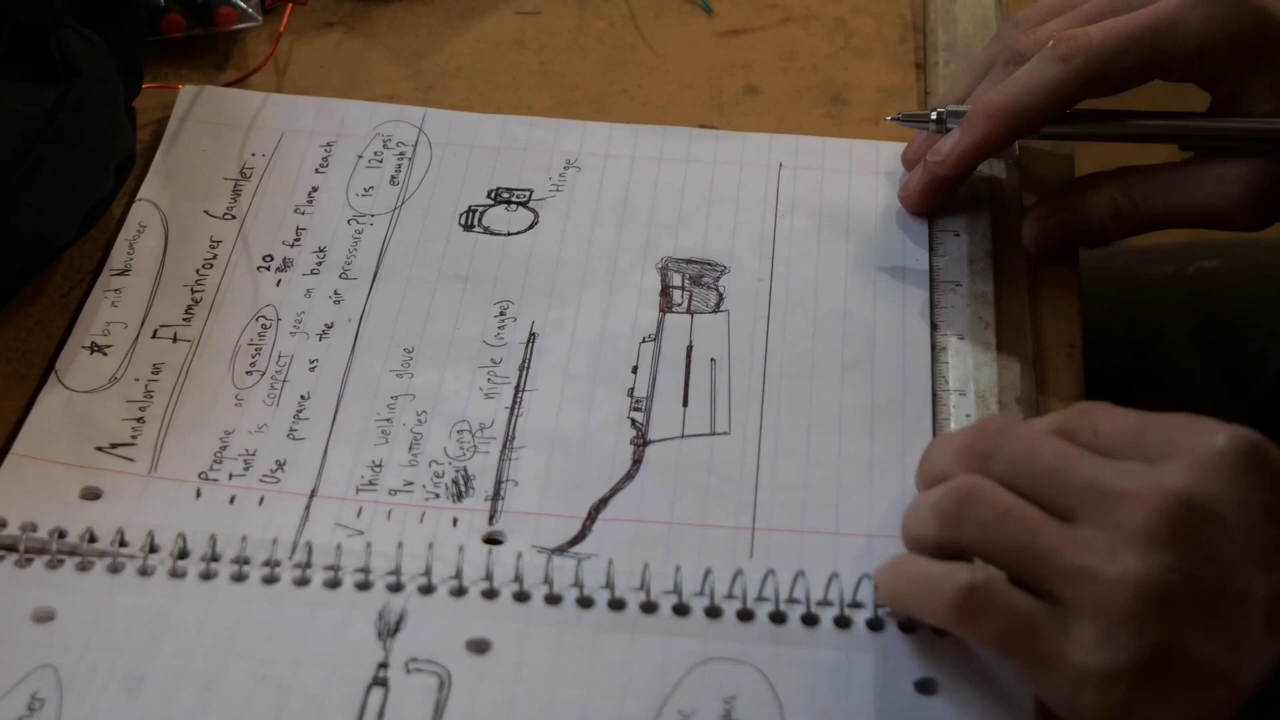 ★ by mid November
Mandalorian Flamethrower Gauntlet:
- Propane or gasoline?
- Tank is compact - 20 foot flame reach
- Use propane as the air pressure?! is 120 psi enough?
goes on back
✓ - Thick welding glove
- 9v batteries
- Wire?
- Long Pipe nipple (maybe)
Hinge